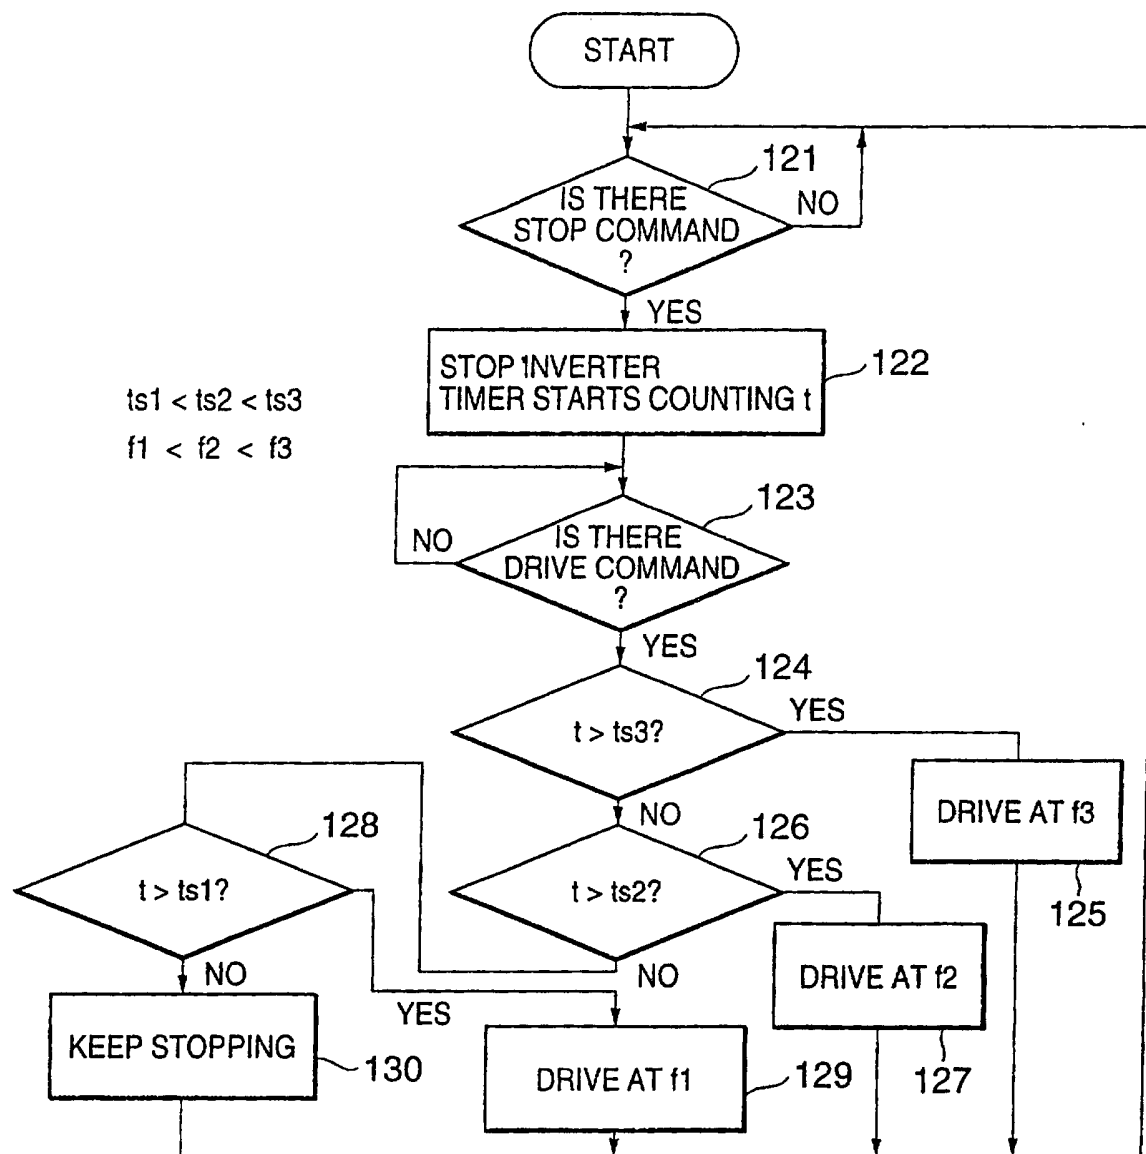 START
121
IS THERE
STOP COMMAND
?
NO
YES
STOP INVERTER
TIMER STARTS COUNTING t
122
ts1 < ts2 < ts3
f1 < f2 < f3
123
IS THERE
DRIVE COMMAND
?
NO
YES
124
t > ts3?
YES
NO
DRIVE AT f3
125
126
t > ts2?
YES
NO
DRIVE AT f2
127
128
t > ts1?
NO
YES
KEEP STOPPING
130
DRIVE AT f1
129